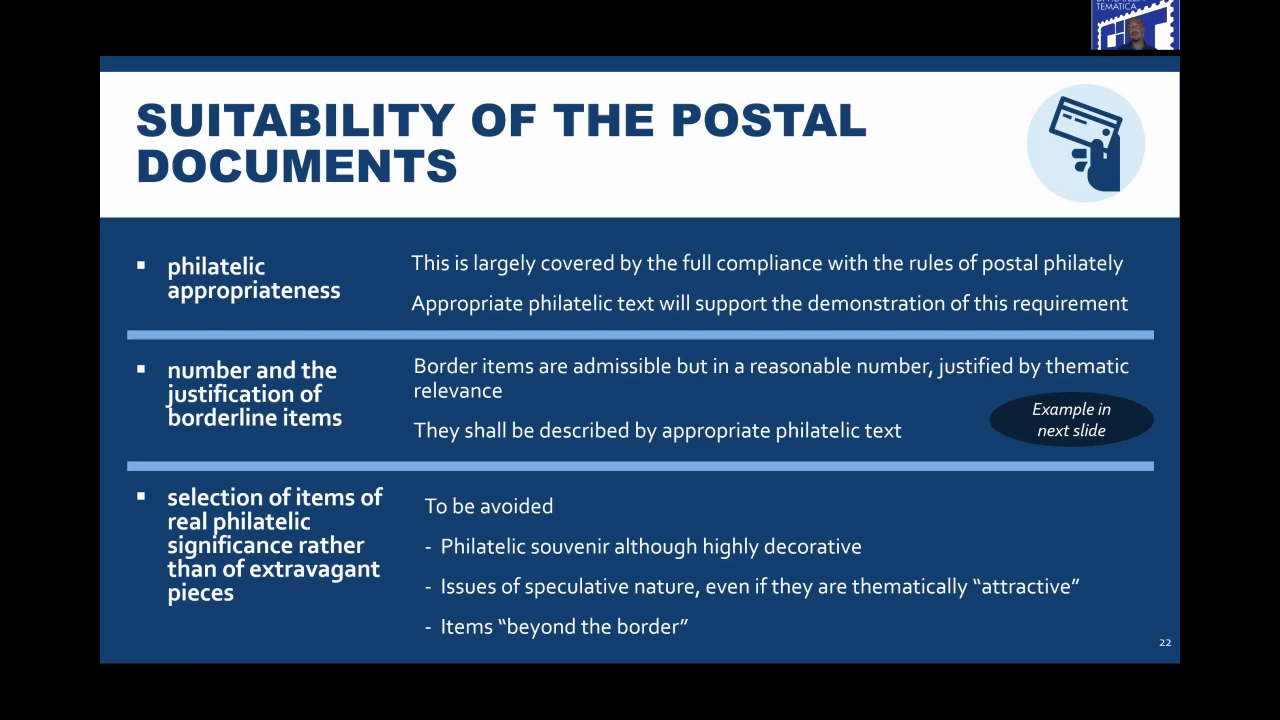 TEMATICA
SUITABILITY OF THE POSTAL
DOCUMENTS
▪ philatelic
appropriateness
This is largely covered by the full compliance with the rules of postal philately
Appropriate philatelic text will support the demonstration of this requirement
▪ number and the
justification of
borderline items
Border items are admissible but in a reasonable number, justified by thematic
relevance
They shall be described by appropriate philatelic text
Example in
next slide
▪ selection of items of
real philatelic
significance rather
than of extravagant
pieces
To be avoided
- Philatelic souvenir although highly decorative
- Issues of speculative nature, even if they are thematically “attractive”
- Items “beyond the border”
22